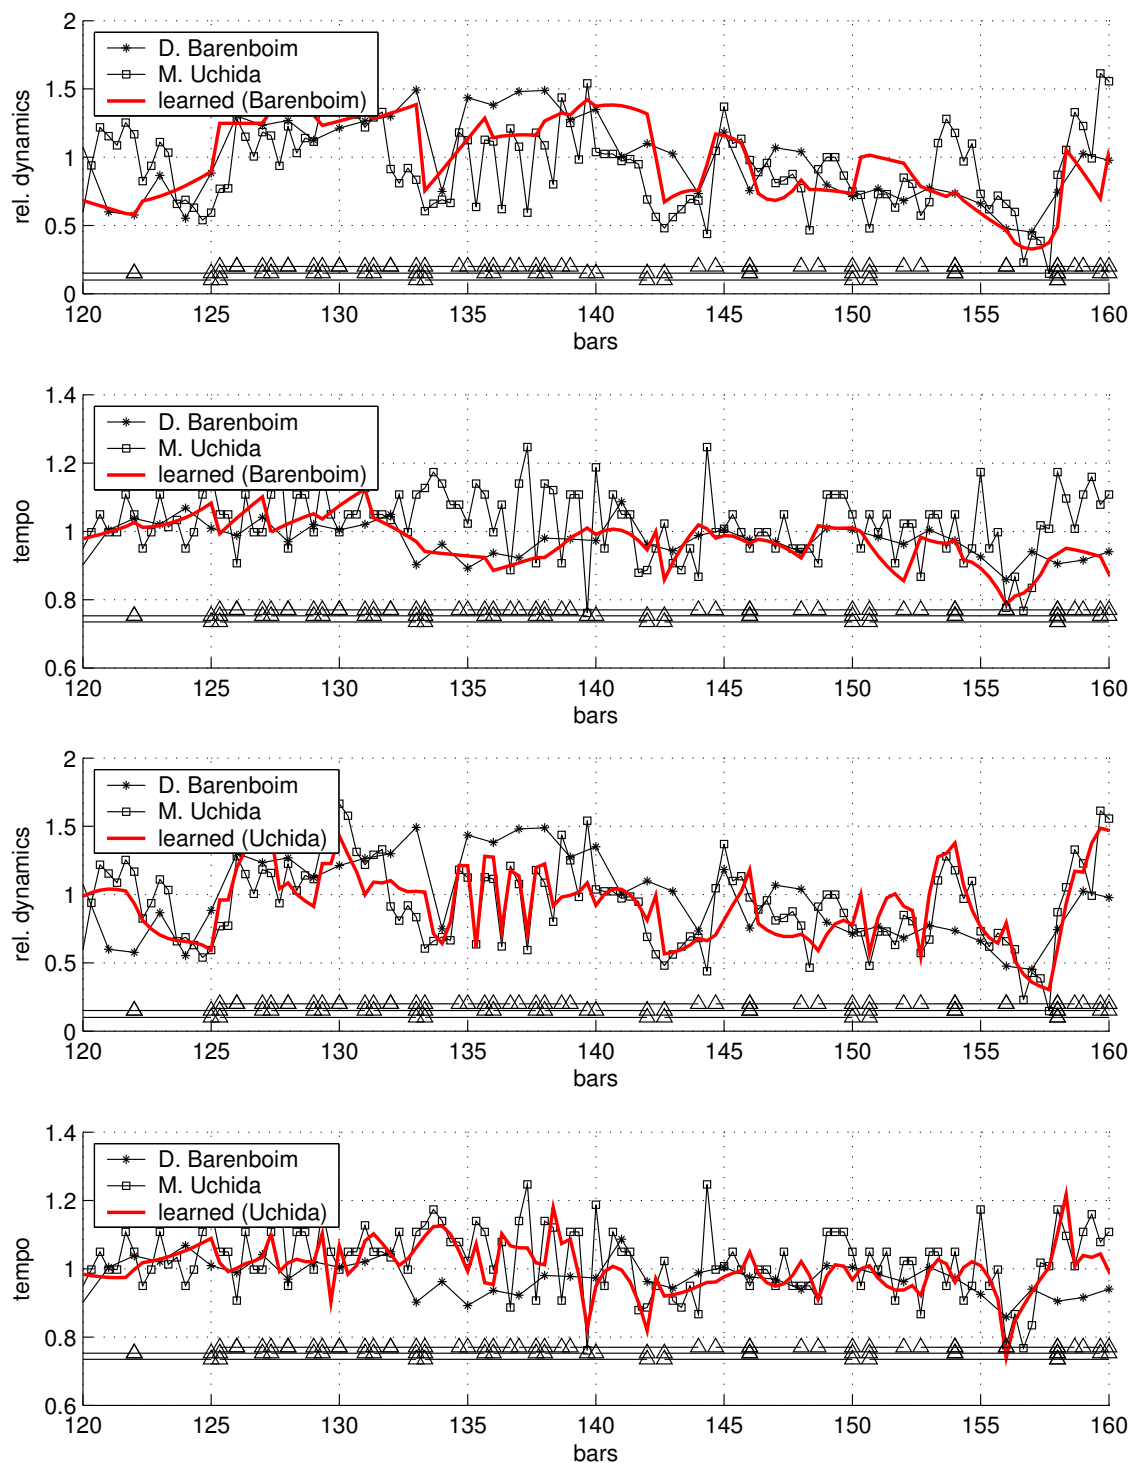 2
1.5
1
0.5
0
rel. dynamics
D. Barenboim
M. Uchida
learned (Barenboim)
120 125 130 135 140 145 150 155 160
bars
1.4
1.2
1
0.8
0.6
tempo
D. Barenboim
M. Uchida
learned (Barenboim)
120 125 130 135 140 145 150 155 160
bars
2
1.5
1
0.5
0
rel. dynamics
D. Barenboim
M. Uchida
learned (Uchida)
120 125 130 135 140 145 150 155 160
bars
1.4
1.2
1
0.8
0.6
tempo
D. Barenboim
M. Uchida
learned (Uchida)
120 125 130 135 140 145 150 155 160
bars